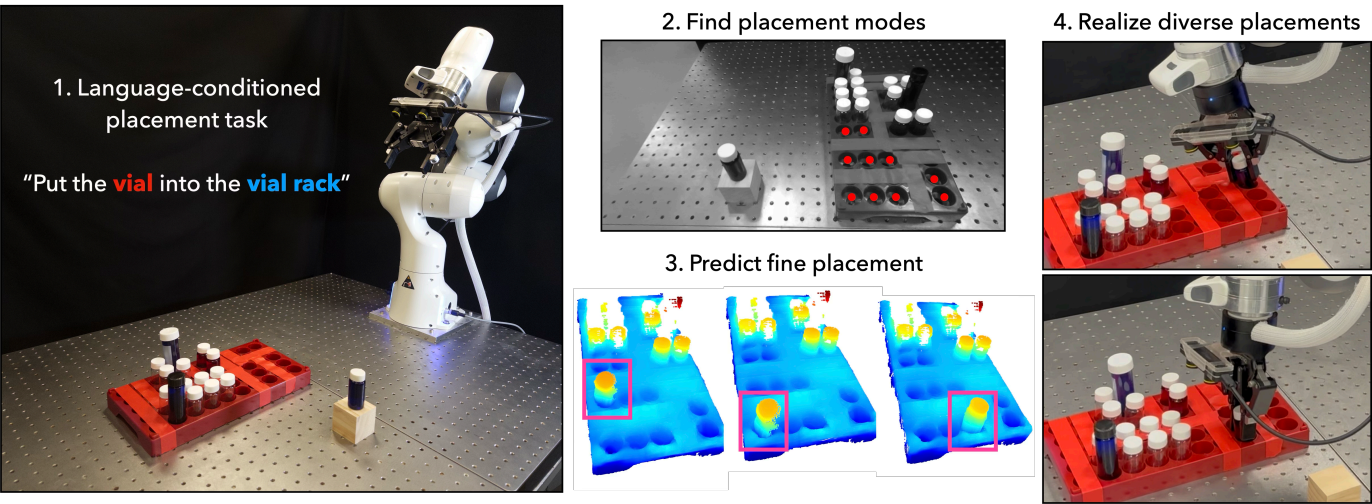 1. Language-conditioned
placement task
“Put the vial into the vial rack”
2. Find placement modes
3. Predict fine placement
4. Realize diverse placements